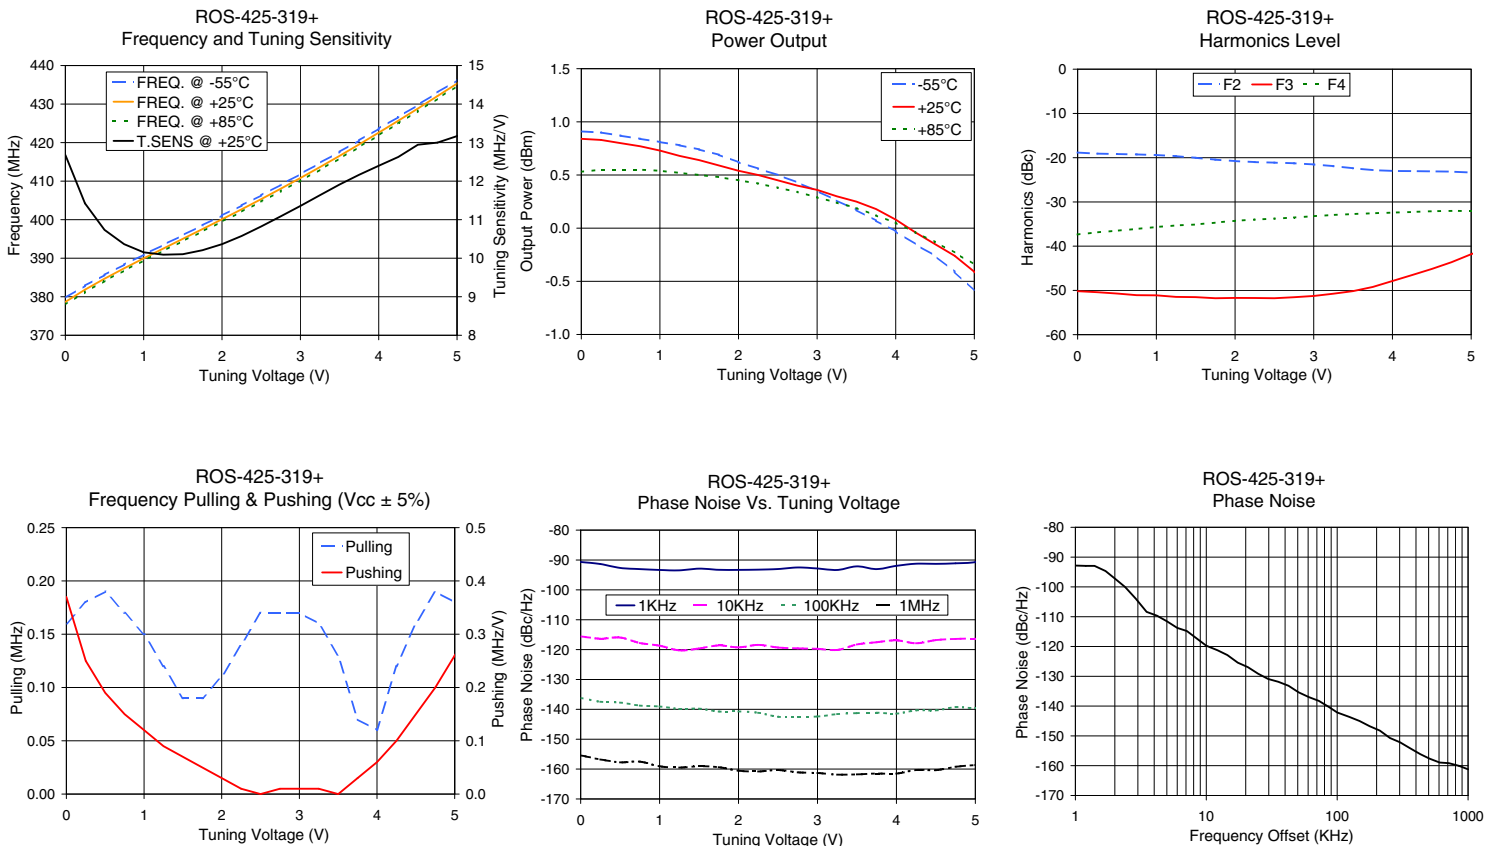 ROS-425-319+
Frequency and Tuning Sensitivity
440
430
420
410
400
390
380
370
15
14
13
12
11
10
9
8
0 1 2 3 4 5
Frequency (MHz)
Tuning Sensitivity (MHz/V)
Tuning Voltage (V)
FREQ. @ -55°C
FREQ. @ +25°C
FREQ. @ +85°C
T.SENS @ +25°C
ROS-425-319+
Power Output
1.5
1.0
0.5
0.0
-0.5
-1.0
0 1 2 3 4 5
Output Power (dBm)
Tuning Voltage (V)
-55°C
+25°C
+85°C
ROS-425-319+
Harmonics Level
0
-10
-20
-30
-40
-50
-60
0 1 2 3 4 5
Harmonics (dBc)
Tuning Voltage (V)
F2 F3 F4
ROS-425-319+
Frequency Pulling & Pushing (Vcc ± 5%)
0.25
0.20
0.15
0.10
0.05
0.00
0.5
0.4
0.3
0.2
0.1
0.0
0 1 2 3 4 5
Pulling (MHz)
Pushing (MHz/V)
Tuning Voltage (V)
Pulling
Pushing
ROS-425-319+
Phase Noise Vs. Tuning Voltage
-80
-90
-100
-110
-120
-130
-140
-150
-160
-170
0 1 2 3 4 5
Phase Noise (dBc/Hz)
Tuning Voltage (V)
1KHz 10KHz 100KHz 1MHz
ROS-425-319+
Phase Noise
-80
-90
-100
-110
-120
-130
-140
-150
-160
-170
1 10 100 1000
Phase Noise (dBc/Hz)
Frequency Offset (KHz)